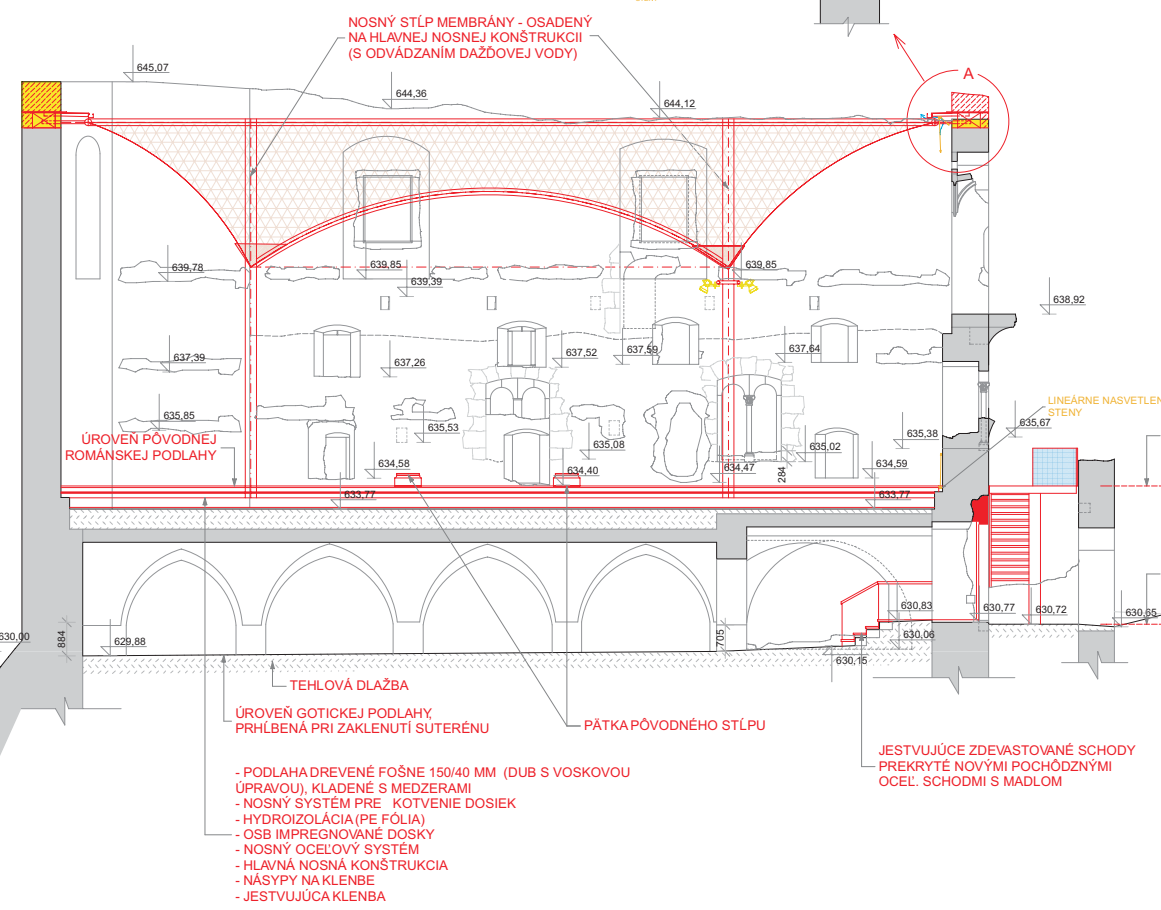 NOSNÝ STĹP MEMBRÁNY - OSADENÝ
NA HLAVNEJ NOSNEJ KONŠTRUKCII
(S ODVÁDZANÍM DAŽĎOVEJ VODY)
A
645,07
644,36
644,12
639,78
639,85
639,39
639,85
638,92
637,39
637,26
637,52
637,59
637,64
LINEÁRNE NASVETLEN
STENY
635,85
635,53
635,08
635,02
635,38
635,67
ÚROVEŇ PÔVODNEJ
ROMÁNSKEJ PODLAHY
634,58
634,40
634,47
284
634,59
633,77
633,77
630,00
884
629,88
705
630,15
630,83
630,06
630,77
630,72
630,65
TEHLOVÁ DLAŽBA
ÚROVEŇ GOTICKEJ PODLAHY,
PRHĹBENÁ PRI ZAKLENUTÍ SUTERÉNU
PÄTKA PÔVODNÉHO STĹPU
JESTVUJÚCE ZDEVASTOVANÉ SCHODY
PREKRYTÉ NOVÝMI POCHÔDZNÝMI
OCEĽ. SCHODMI S MADLOM
- PODLAHA DREVENÉ FOŠNE 150/40 MM (DUB S VOSKOVOU
ÚPRAVOU), KLADENÉ S MEDZERAMI
- NOSNÝ SYSTÉM PRE KOTVENIE DOSIEK
- HYDROIZOLÁCIA (PE FÓLIA)
- OSB IMPREGNOVANÉ DOSKY
- NOSNÝ OCEĽOVÝ SYSTÉM
- HLAVNÁ NOSNÁ KONŠTRUKCIA
- NÁSYPY NA KLENBE
- JESTVUJÚCA KLENBA